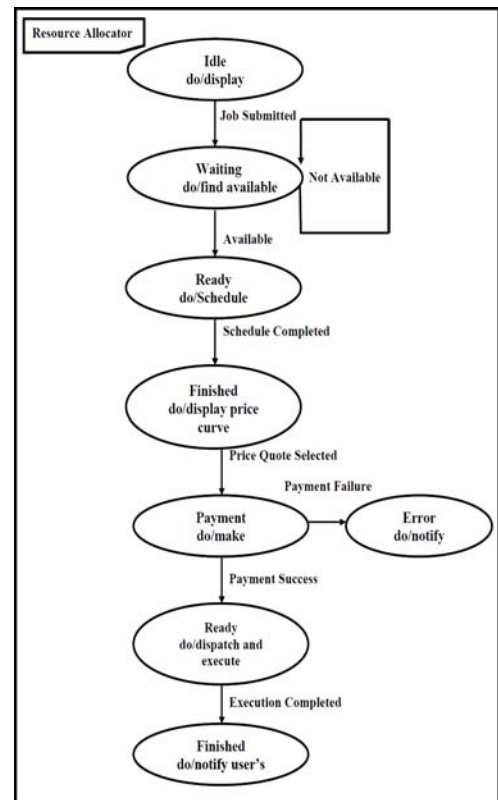 Resource Allocator
Idle
do/display
Job Submitted
Waiting
do/find available
Not Available
Available
Ready
do/Schedule
Schedule Completed
Finished
do/display price
curve
Price Quote Selected
Payment Failure
Payment
do/make
Error
do/notify
Payment Success
Ready
do/dispatch and
execute
Execution Completed
Finished
do/notify user's